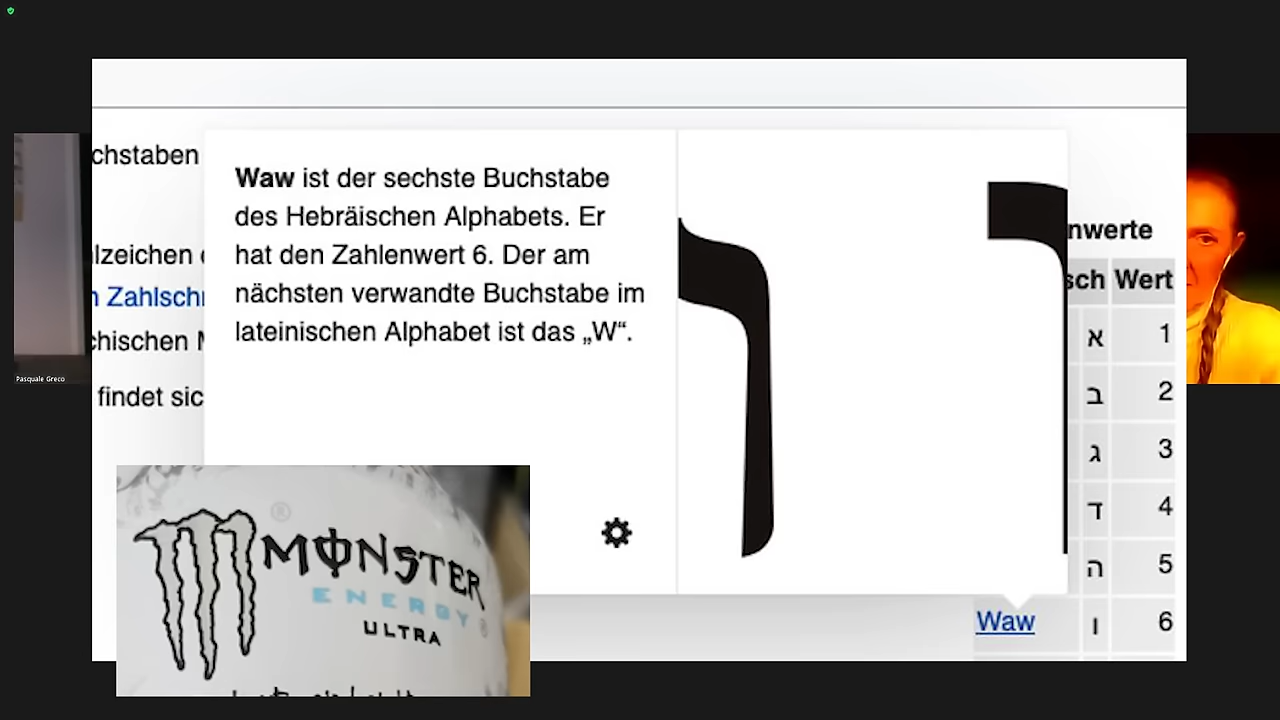 chstaben
lzeichen
n Zahlschr
chischen
findet sic
Waw ist der sechste Buchstabe
des Hebräischen Alphabets. Er
hat den Zahlenwert 6. Der am
nächsten verwandte Buchstabe im
lateinischen Alphabet ist das „W“.
ו
nwerte
sch Wert
א 1
ב 2
ג 3
ד 4
ה 5
Waw ו 6
Pasquale Greco
MONSTER
ENERGY ®
ULTRA
®